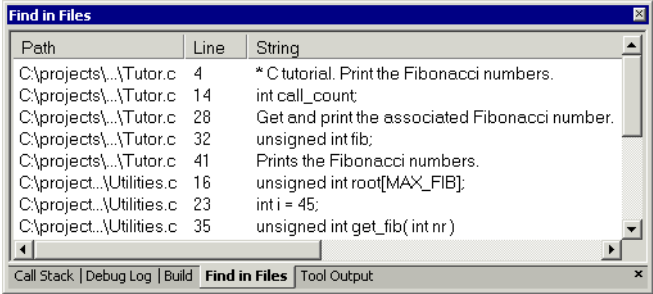 Find in Files
Path Line String
C:\projects\...\Tutor.c 4 * C tutorial. Print the Fibonacci numbers.
C:\projects\...\Tutor.c 14 int call_count;
C:\projects\...\Tutor.c 28 Get and print the associated Fibonacci number.
C:\projects\...\Tutor.c 32 unsigned int fib;
C:\projects\...\Tutor.c 41 Prints the Fibonacci numbers.
C:\project...\Utilities.c 16 unsigned int root[MAX_FIB];
C:\project...\Utilities.c 23 int i = 45;
C:\project...\Utilities.c 35 unsigned int get_fib( int nr )
Call Stack | Debug Log | Build Find in Files Tool Output